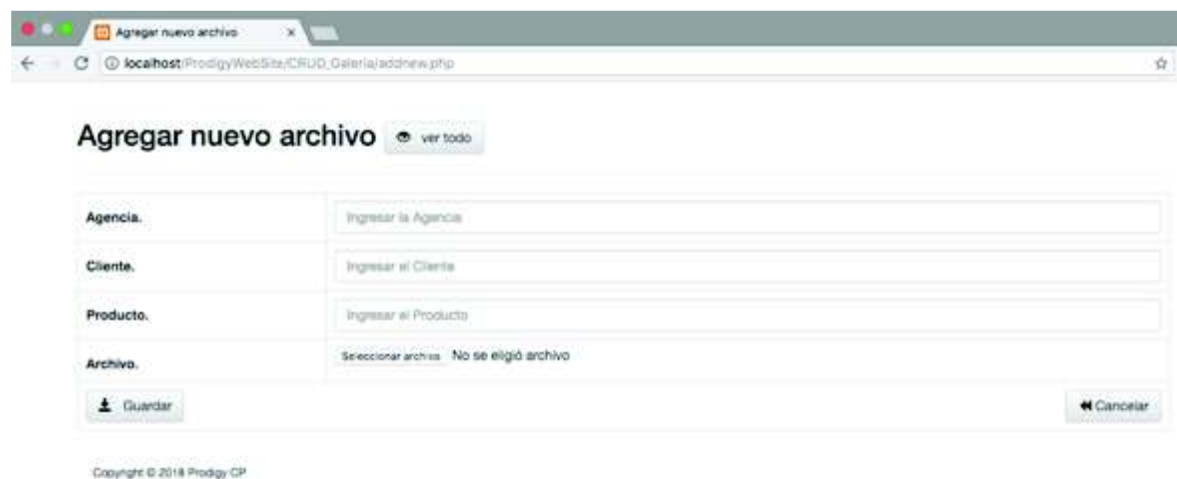 Agregar nuevo archivo ×
localhost/ProdigyWebSite/CRUD_Galeria/addnew.php
Agregar nuevo archivo ver todo
Agencia. Ingresar la Agencia
Cliente. Ingresar el Cliente
Producto. Ingresar el Producto
Archivo. Seleccionar archivo No se eligió archivo
Guardar Cancelar
Copyright © 2018 Prodigy CP